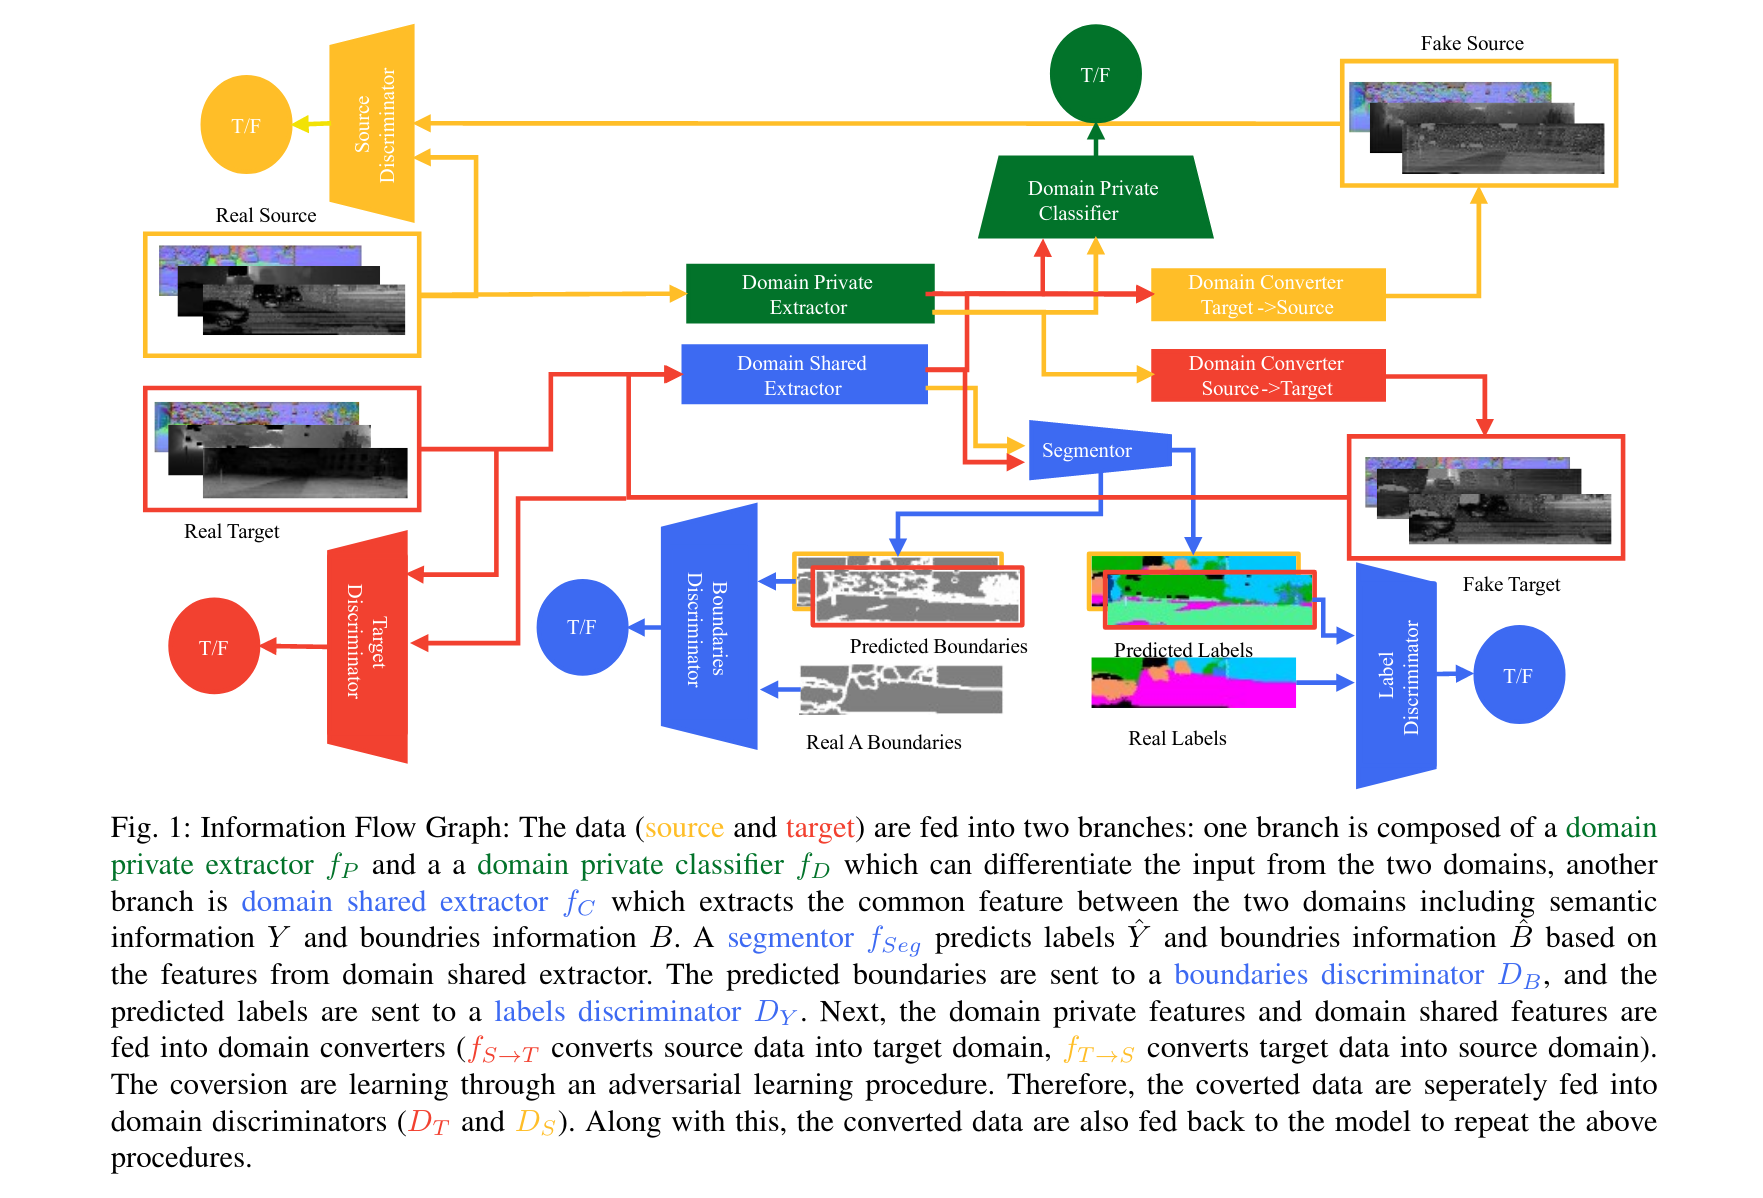 Fake Source
T/F
T/F
Source
Discriminator
Domain Private
Classifier
Real Source
Domain Private
Extractor
Domain Converter
Target->Source
Domain Shared
Extractor
Domain Converter
Source->Target
Segmentor
Real Target
Fake Target
Target
Discriminator
T/F
T/F
Boundaries
Discriminator
Predicted Boundaries
Predicted Labels
Label
Discriminator
T/F
Real A Boundaries
Real Labels
Fig. 1: Information Flow Graph: The data (source and target) are fed into two branches: one branch is composed of a domain
private extractor f_P and a a domain private classifier f_D which can differentiate the input from the two domains, another
branch is domain shared extractor f_C which extracts the common feature between the two domains including semantic
information Y and boundries information B. A segmentor f_{Seg} predicts labels Ŷ and boundries information B̂ based on
the features from domain shared extractor. The predicted boundaries are sent to a boundaries discriminator D_B, and the
predicted labels are sent to a labels discriminator D_Y. Next, the domain private features and domain shared features are
fed into domain converters (f_{S→T} converts source data into target domain, f_{T→S} converts target data into source domain).
The coversion are learning through an adversarial learning procedure. Therefore, the coverted data are seperately fed into
domain discriminators (D_T and D_S). Along with this, the converted data are also fed back to the model to repeat the above
procedures.